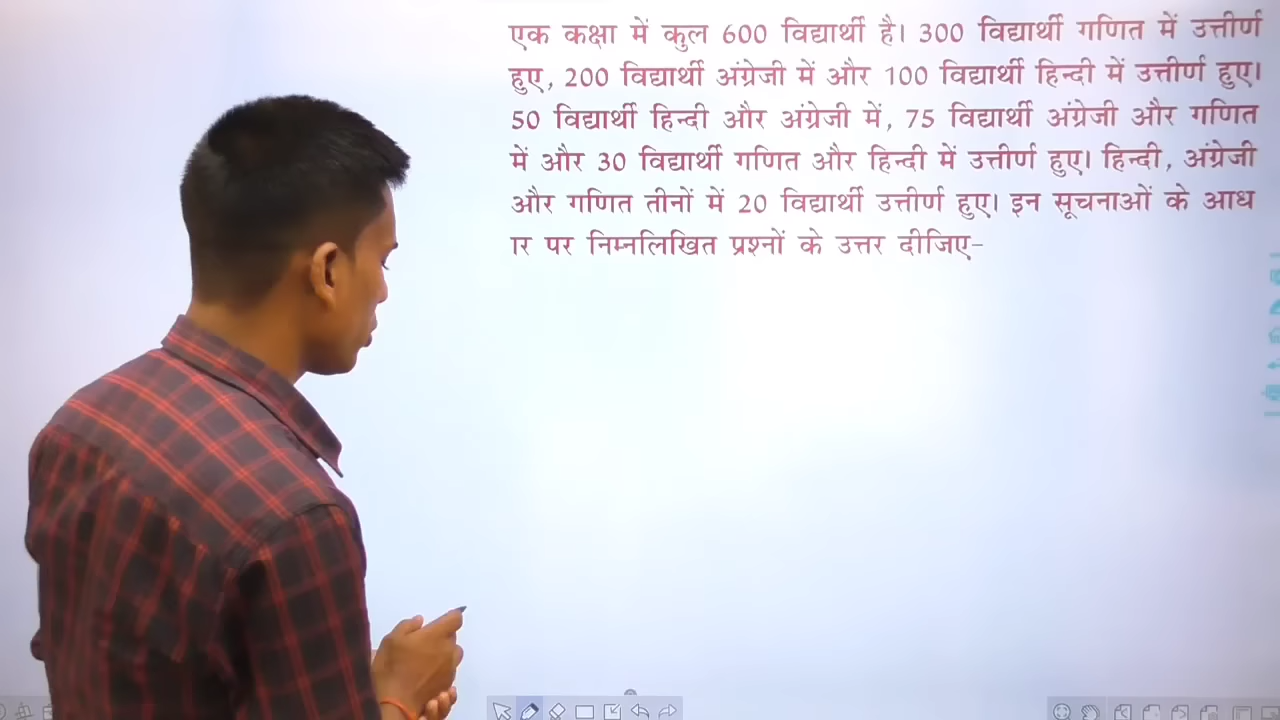 एक कक्षा में कुल 600 विद्यार्थी है। 300 विद्यार्थी गणित में उत्तीर्ण
हुए, 200 विद्यार्थी अंग्रेजी में और 100 विद्यार्थी हिन्दी में उत्तीर्ण हुए।
50 विद्यार्थी हिन्दी और अंग्रेजी में, 75 विद्यार्थी अंग्रेजी और गणित
में और 30 विद्यार्थी गणित और हिन्दी में उत्तीर्ण हुए। हिन्दी, अंग्रेजी
और गणित तीनों में 20 विद्यार्थी उत्तीर्ण हुए। इन सूचनाओं के आध
ार पर निम्नलिखित प्रश्नों के उत्तर दीजिए-